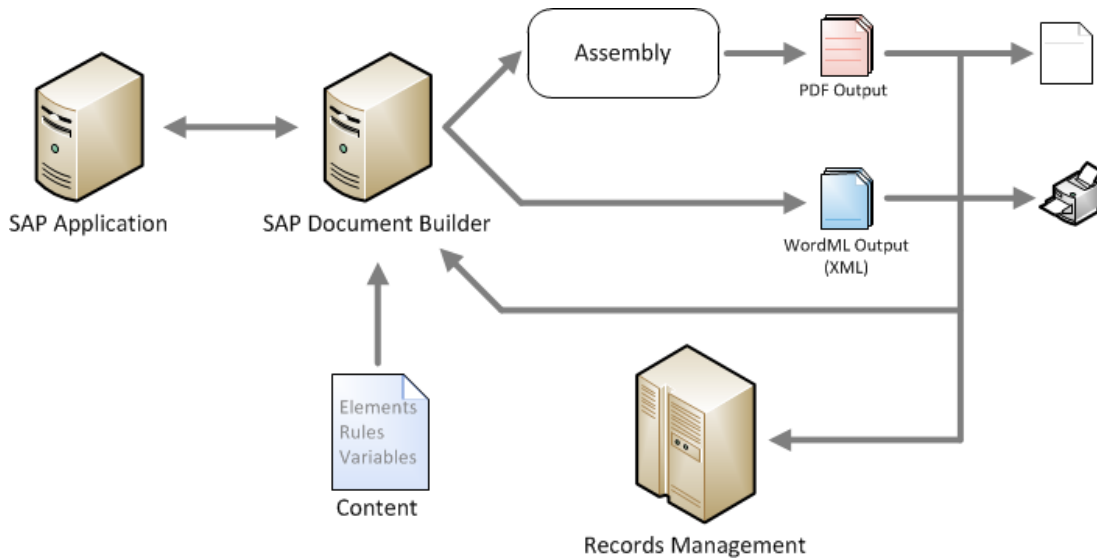 Assembly
PDF Output
SAP Application
SAP Document Builder
WordML Output
(XML)
Elements
Rules
Variables
Content
Records Management